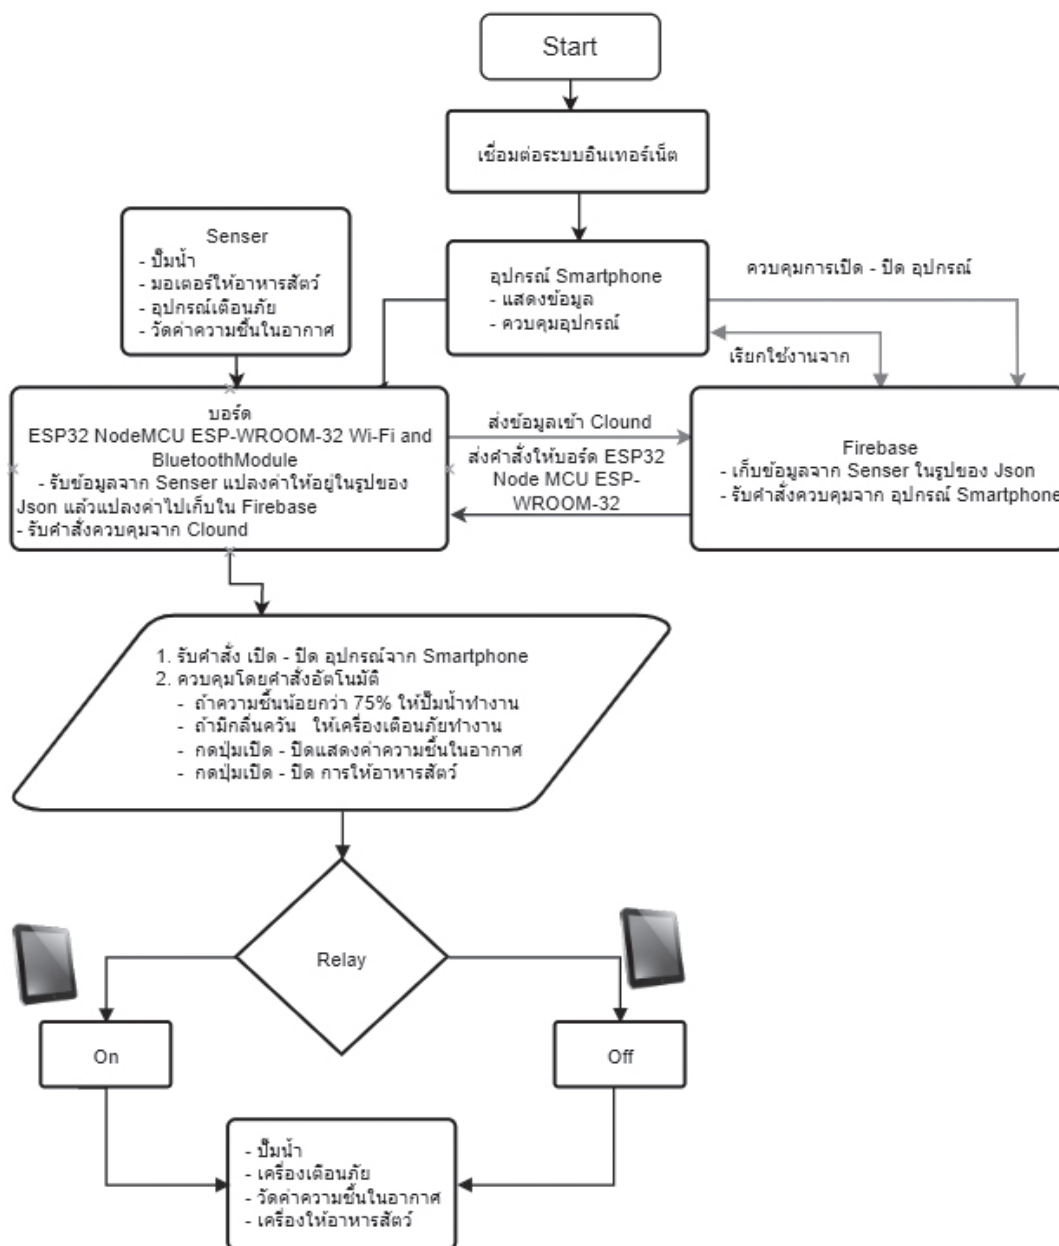 Start
เชื่อมต่อระบบอินเทอร์เน็ต
Senser
- ปั๊มน้ำ
- มอเตอร์ให้อาหารสัตว์
- อุปกรณ์เตือนภัย
- วัดค่าความชื้นในอากาศ
อุปกรณ์ Smartphone
- แสดงข้อมูล
- ควบคุมอุปกรณ์
ควบคุมการเปิด - ปิด อุปกรณ์
เรียกใช้งานจาก
บอร์ด
ESP32 NodeMCU ESP-WROOM-32 Wi-Fi and
BluetoothModule
- รับข้อมูลจาก Senser แปลงค่าให้อยู่ในรูปของ
Json แล้วแปลงค่าไปเก็บใน Firebase
- รับคำสั่งควบคุมจาก Clound
ส่งข้อมูลเข้า Clound
ส่งคำสั่งให้บอร์ด ESP32
Node MCU ESP-
WROOM-32
Firebase
- เก็บข้อมูลจาก Senser ในรูปของ Json
- รับคำสั่งควบคุมจาก อุปกรณ์ Smartphone
1. รับคำสั่ง เปิด - ปิด อุปกรณ์จาก Smartphone
2. ควบคุมโดยคำสั่งอัตโนมัติ
- ถ้าความชื้นน้อยกว่า 75% ให้ปั๊มน้ำทำงาน
- ถ้ามีกลิ่นควัน ให้เครื่องเตือนภัยทำงาน
- กดปุ่มเปิด - ปิดแสดงค่าความชื้นในอากาศ
- กดปุ่มเปิด - ปิด การให้อาหารสัตว์
Relay
On
Off
- ปั๊มน้ำ
- เครื่องเตือนภัย
- วัดค่าความชื้นในอากาศ
- เครื่องให้อาหารสัตว์